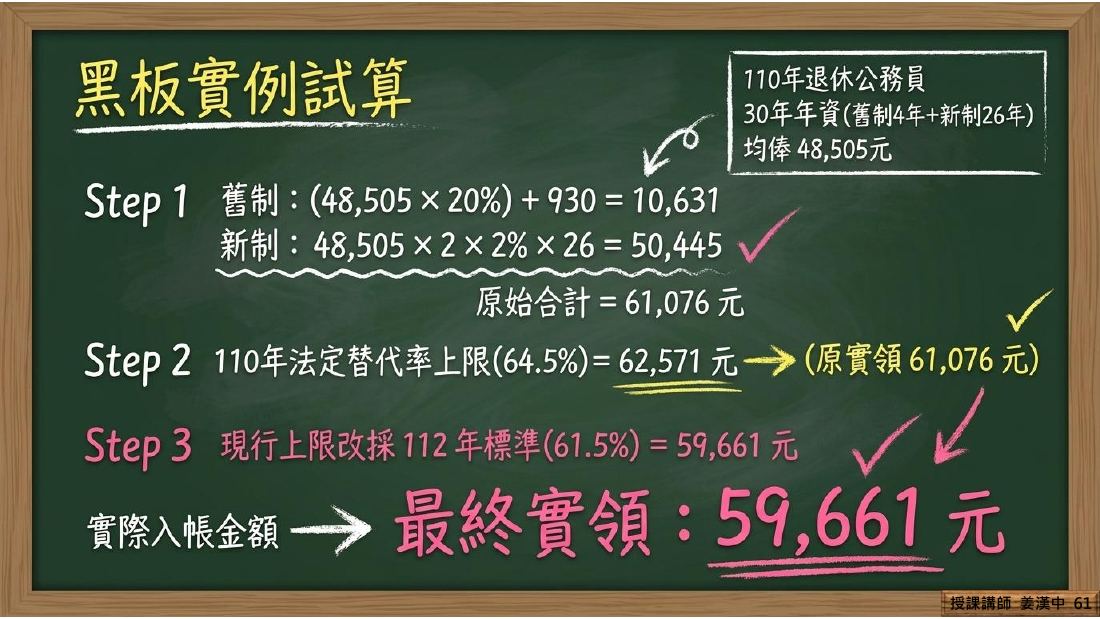 黑板實例試算
110年退休公務員
30年年資(舊制4年+新制26年)
均俸 48,505元
Step 1 舊制：(48,505 × 20%) + 930 = 10,631
新制： 48,505 × 2 × 2% × 26 = 50,445
原始合計 = 61,076 元
Step 2 110年法定替代率上限(64.5%)= 62,571 元 → (原實領 61,076 元)
Step 3 現行上限改採 112 年標準(61.5%) = 59,661 元
實際入帳金額 → 最終實領：59,661 元
授課講師 姜漢中 61